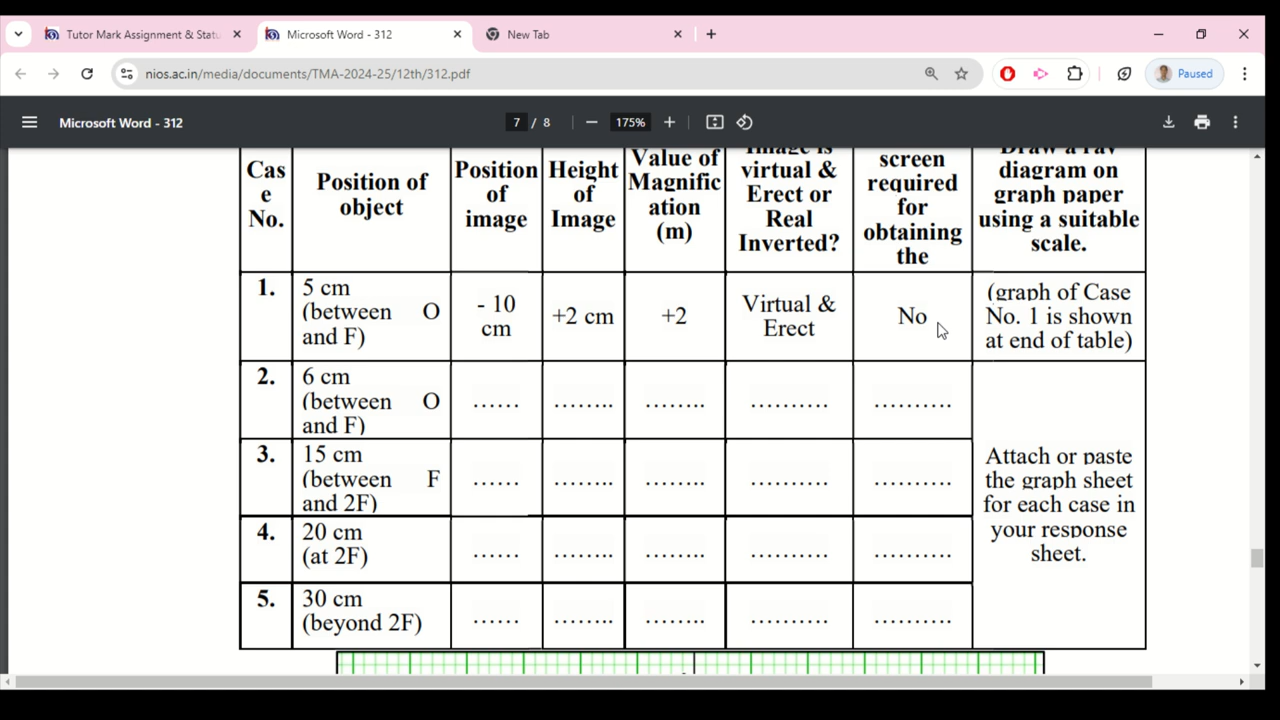 Tutor Mark Assignment & Statu
Microsoft Word - 312
New Tab
nios.ac.in/media/documents/TMA-2024-25/12th/312.pdf
Paused
Microsoft Word - 312
7 / 8
175%
Cas
e
No.
Position of
object
Position
of
image
Height
of
Image
Value of
Magnific
ation
(m)
Image is
virtual &
Erect or
Real
Inverted?
screen
required
for
obtaining
the
Draw a ray
diagram on
graph paper
using a suitable
scale.
1.
5 cm
(between O
and F)
- 10
cm
+2 cm
+2
Virtual &
Erect
No
(graph of Case
No. 1 is shown
at end of table)
2.
6 cm
(between O
and F)
......
........
........
..........
..........
3.
15 cm
(between F
and 2F)
......
........
........
..........
..........
Attach or paste
the graph sheet
for each case in
your response
sheet.
4.
20 cm
(at 2F)
......
........
........
..........
..........
5.
30 cm
(beyond 2F)
......
........
........
..........
..........